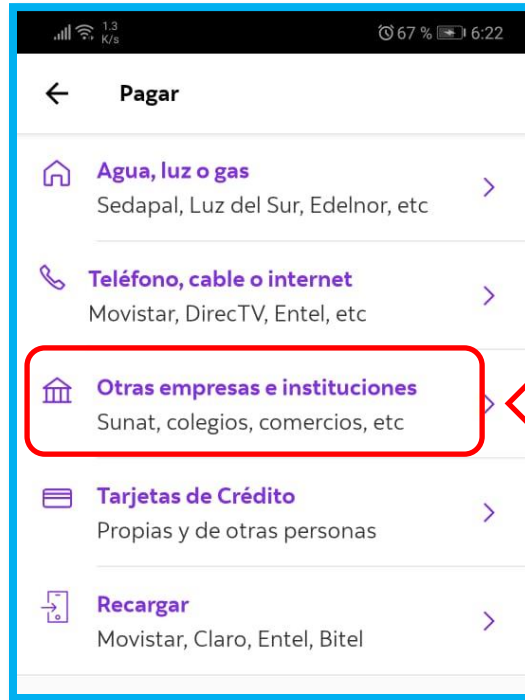 1.3
K/s
67 % 6:22
Pagar
Agua, luz o gas
Sedapal, Luz del Sur, Edelnor, etc
Teléfono, cable o internet
Movistar, DirecTV, Entel, etc
Otras empresas e instituciones
Sunat, colegios, comercios, etc
Tarjetas de Crédito
Propias y de otras personas
Recargar
Movistar, Claro, Entel, Bitel